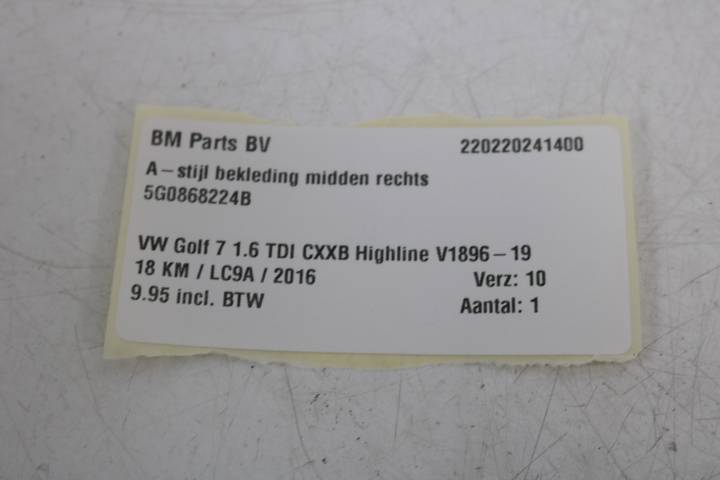 BM Parts BV 220220241400
A-stijl bekleding midden rechts
5G0868224B
VW Golf 7 1.6 TDI CXXB Highline V1896-19
18 KM / LC9A / 2016 Verz: 10
9.95 incl. BTW Aantal: 1